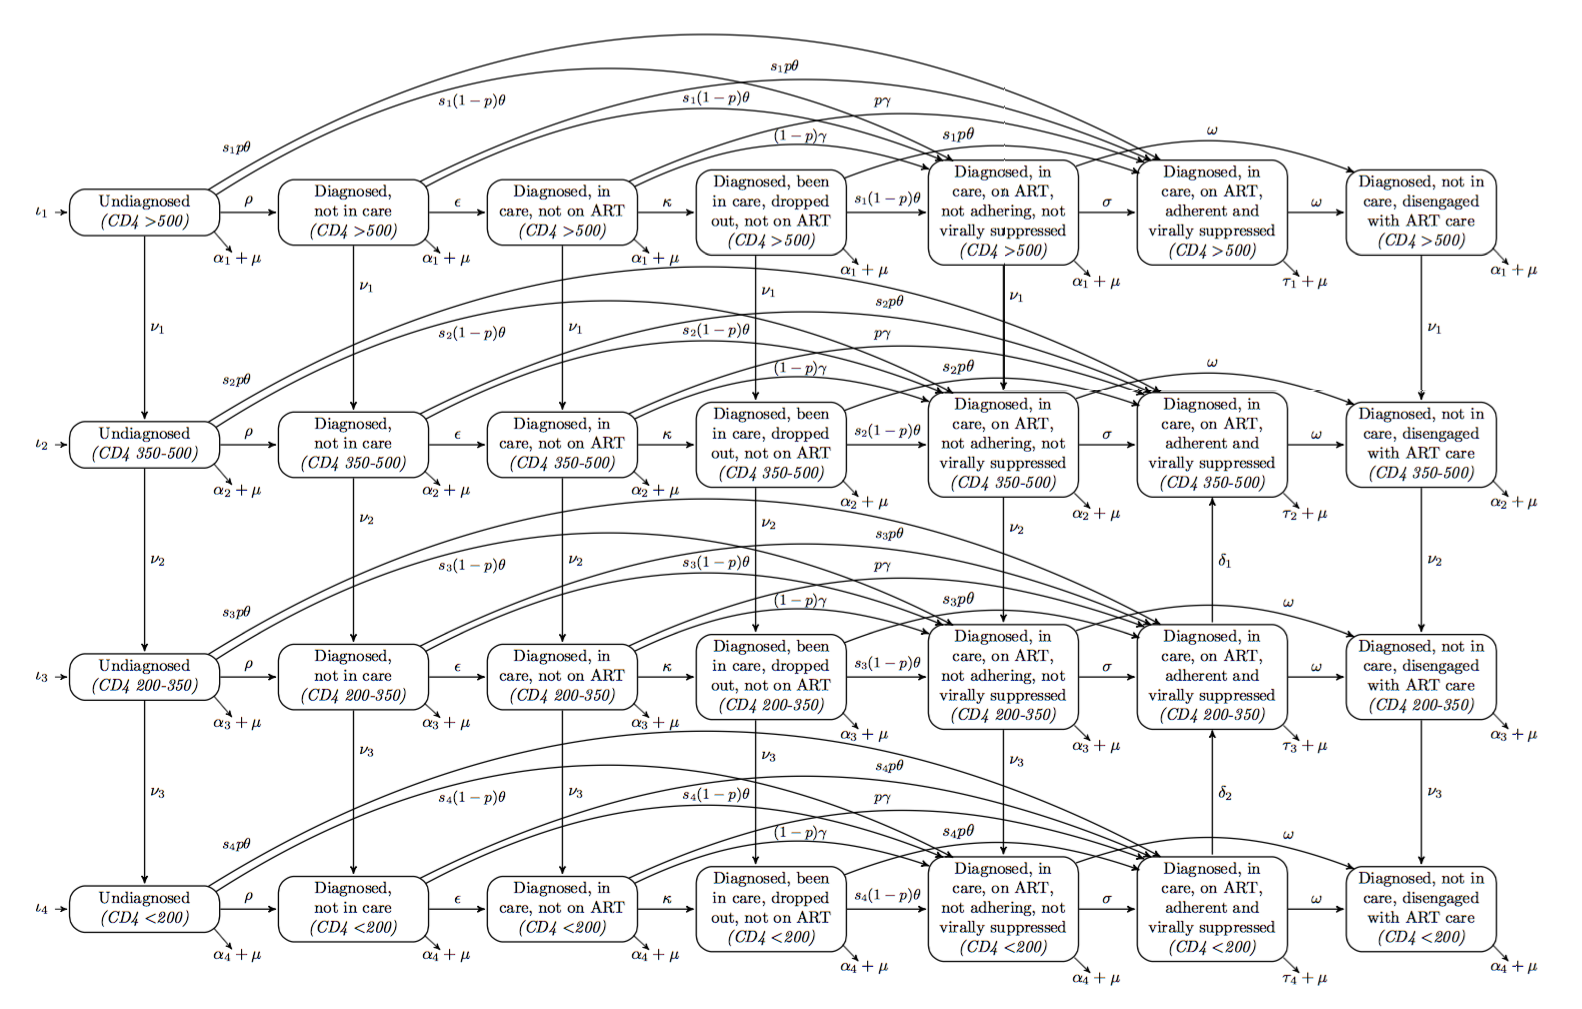 s₁pθ
s₁(1 − p)θ
s₁(1 − p)θ
pγ
s₁pθ
(1 − p)γ
s₁pθ
ω
ι₁
Undiagnosed
(CD4 >500)
ρ
Diagnosed,
not in care
(CD4 >500)
ϵ
Diagnosed, in
care, not on ART
(CD4 >500)
κ
Diagnosed, been
in care, dropped
out, not on ART
(CD4 >500)
s₁(1 − p)θ
Diagnosed, in
care, on ART,
not adhering, not
virally suppressed
(CD4 >500)
σ
Diagnosed, in
care, on ART,
adherent and
virally suppressed
(CD4 >500)
ω
Diagnosed, not in
care, disengaged
with ART care
(CD4 >500)
α₁ + μ
α₁ + μ
α₁ + μ
α₁ + μ
α₁ + μ
τ₁ + μ
α₁ + μ
ν₁
ν₁
ν₁
ν₁
ν₁
ν₁
s₂pθ
s₂(1 − p)θ
s₂(1 − p)θ
pγ
s₂pθ
(1 − p)γ
s₂pθ
ω
ι₂
Undiagnosed
(CD4 350-500)
ρ
Diagnosed,
not in care
(CD4 350-500)
ϵ
Diagnosed, in
care, not on ART
(CD4 350-500)
κ
Diagnosed, been
in care, dropped
out, not on ART
(CD4 350-500)
s₂(1 − p)θ
Diagnosed, in
care, on ART,
not adhering, not
virally suppressed
(CD4 350-500)
σ
Diagnosed, in
care, on ART,
adherent and
virally suppressed
(CD4 350-500)
ω
Diagnosed, not in
care, disengaged
with ART care
(CD4 350-500)
α₂ + μ
α₂ + μ
α₂ + μ
α₂ + μ
α₂ + μ
τ₂ + μ
α₂ + μ
ν₂
ν₂
ν₂
ν₂
ν₂
δ₁
ν₂
s₃pθ
s₃(1 − p)θ
s₃(1 − p)θ
pγ
s₃pθ
(1 − p)γ
s₃pθ
ω
ι₃
Undiagnosed
(CD4 200-350)
ρ
Diagnosed,
not in care
(CD4 200-350)
ϵ
Diagnosed, in
care, not on ART
(CD4 200-350)
κ
Diagnosed, been
in care, dropped
out, not on ART
(CD4 200-350)
s₃(1 − p)θ
Diagnosed, in
care, on ART,
not adhering, not
virally suppressed
(CD4 200-350)
σ
Diagnosed, in
care, on ART,
adherent and
virally suppressed
(CD4 200-350)
ω
Diagnosed, not in
care, disengaged
with ART care
(CD4 200-350)
α₃ + μ
α₃ + μ
α₃ + μ
α₃ + μ
α₃ + μ
τ₃ + μ
α₃ + μ
ν₃
ν₃
ν₃
ν₃
ν₃
δ₂
ν₃
s₄pθ
s₄(1 − p)θ
s₄(1 − p)θ
pγ
s₄pθ
(1 − p)γ
s₄pθ
ω
ι₄
Undiagnosed
(CD4 <200)
ρ
Diagnosed,
not in care
(CD4 <200)
ϵ
Diagnosed, in
care, not on ART
(CD4 <200)
κ
Diagnosed, been
in care, dropped
out, not on ART
(CD4 <200)
s₄(1 − p)θ
Diagnosed, in
care, on ART,
not adhering, not
virally suppressed
(CD4 <200)
σ
Diagnosed, in
care, on ART,
adherent and
virally suppressed
(CD4 <200)
ω
Diagnosed, not in
care, disengaged
with ART care
(CD4 <200)
α₄ + μ
α₄ + μ
α₄ + μ
α₄ + μ
α₄ + μ
τ₄ + μ
α₄ + μ